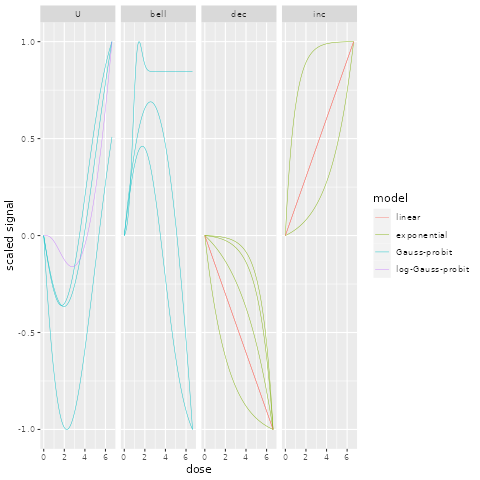 U bell dec inc
1.0
0.5
0.0
-0.5
-1.0
scaled signal
0 2 4 6 0 2 4 6 0 2 4 6 0 2 4 6
dose
model
linear
exponential
Gauss-probit
log-Gauss-probit